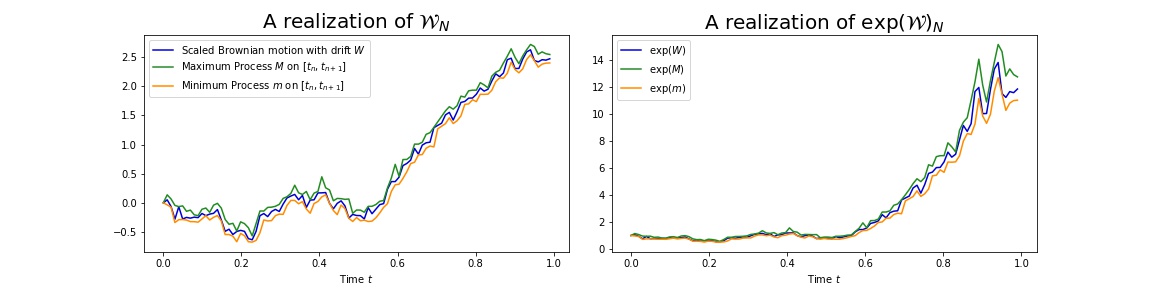 A realization of 𝒲_N
Scaled Brownian motion with drift W
Maximum Process M on [t_n, t_{n+1}]
Minimum Process m on [t_n, t_{n+1}]
2.5
2.0
1.5
1.0
0.5
0.0
−0.5
0.0 0.2 0.4 0.6 0.8 1.0
Time t
A realization of exp(𝒲)_N
exp(W)
exp(M)
exp(m)
14
12
10
8
6
4
2
0
0.0 0.2 0.4 0.6 0.8 1.0
Time t